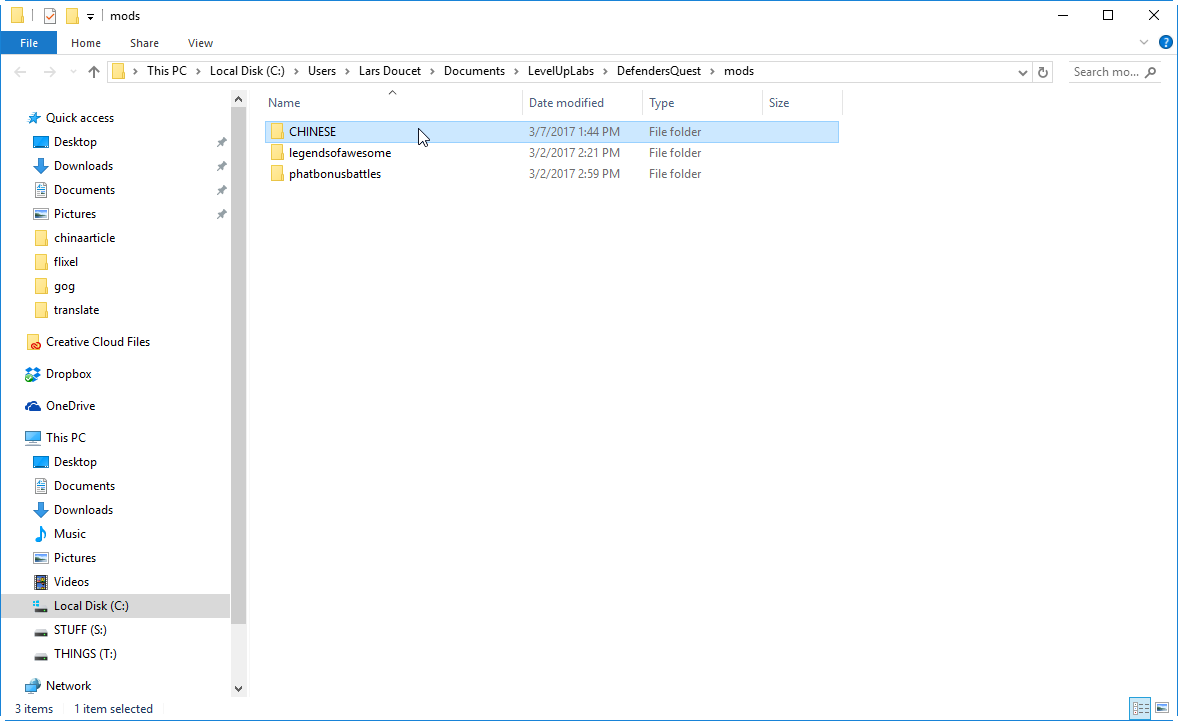 mods
File Home Share View
This PC Local Disk (C:) Users Lars Doucet Documents LevelUpLabs DefendersQuest mods
Search mo...
Name Date modified Type Size
CHINESE 3/7/2017 1:44 PM File folder
legendsofawesome 3/2/2017 2:21 PM File folder
phatbonusbattles 3/2/2017 2:59 PM File folder
Quick access
Desktop
Downloads
Documents
Pictures
chinaarticle
flixel
gog
translate
Creative Cloud Files
Dropbox
OneDrive
This PC
Desktop
Documents
Downloads
Music
Pictures
Videos
Local Disk (C:)
STUFF (S:)
THINGS (T:)
Network
3 items 1 item selected